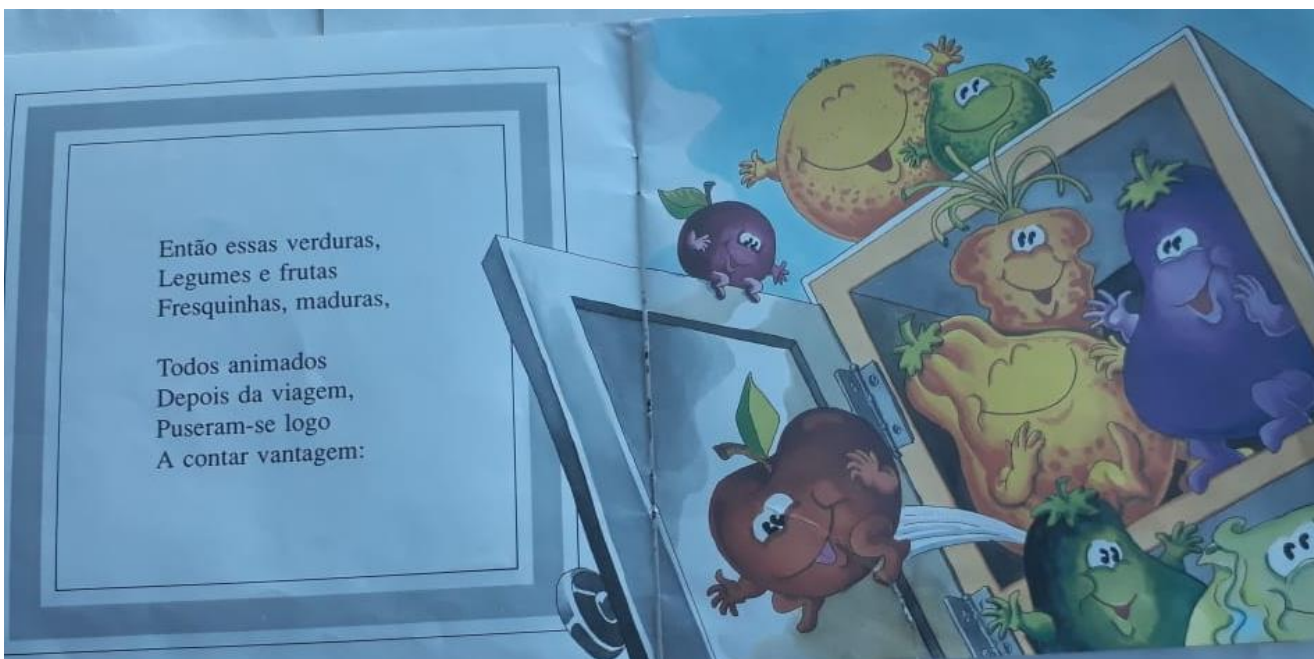 Então essas verduras,
Legumes e frutas
Fresquinhas, maduras,
Todos animados
Depois da viagem,
Puseram-se logo
A contar vantagem: